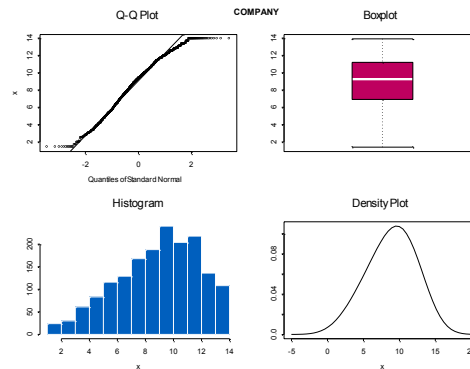 COMPANY
Q-Q Plot
x
2 4 6 8 10 12 14
-2 0 2
Quantiles of Standard Normal
Boxplot
2 4 6 8 10 12 14
Histogram
0 50 100 150 200
2 4 6 8 10 12 14
x
Density Plot
0.0 0.04 0.08
-5 0 5 10 15 20
x